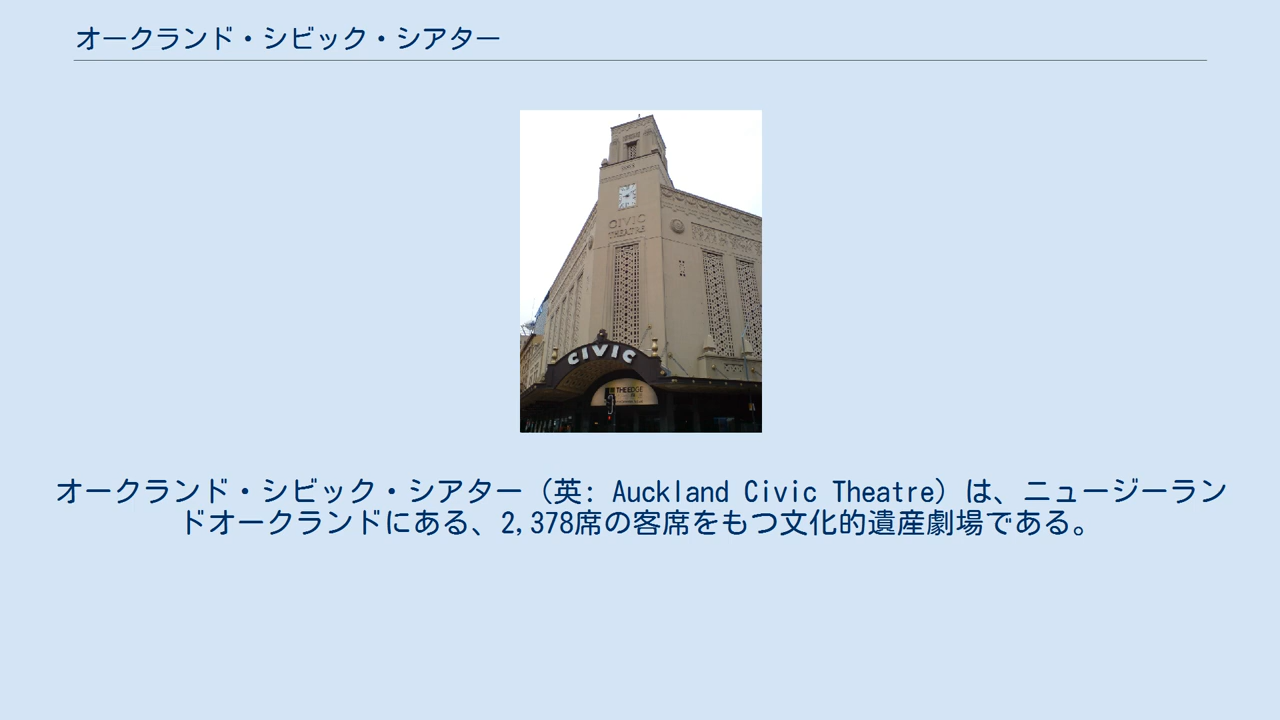 オークランド・シビック・シアター
CIVIC
THEATRE
CIVIC
THE EDGE
オークランド・シビック・シアター（英: Auckland Civic Theatre）は、ニュージーラン
ドオークランドにある、2,378席の客席をもつ文化的遺産劇場である。